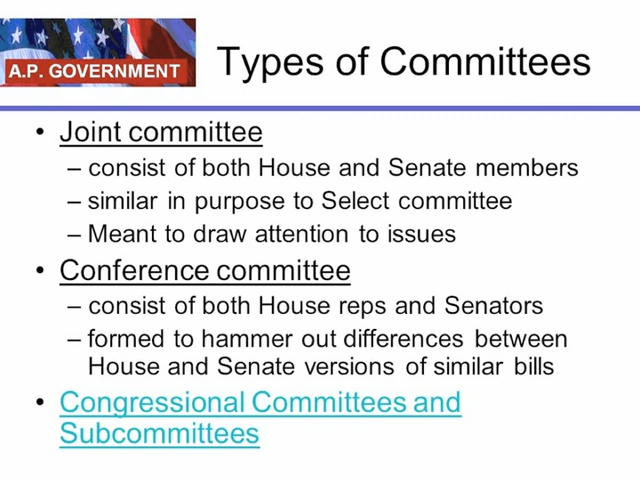 A.P. GOVERNMENT
Types of Committees
• Joint committee
– consist of both House and Senate members
– similar in purpose to Select committee
– Meant to draw attention to issues
• Conference committee
– consist of both House reps and Senators
– formed to hammer out differences between
House and Senate versions of similar bills
• Congressional Committees and
Subcommittees